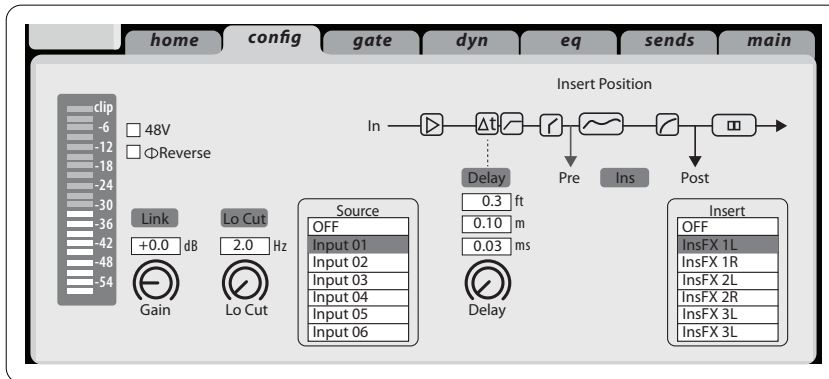 home config gate dyn eq sends main
Insert Position
clip
-6
-12
-18
-24
-30
-36
-42
-48
-54
48V
ΦReverse
In
Δt
Delay
Pre
Ins
Post
0.3 ft
0.10 m
0.03 ms
Delay
Link
+0.0 dB
Gain
Lo Cut
2.0 Hz
Lo Cut
Source
OFF
Input 01
Input 02
Input 03
Input 04
Input 05
Input 06
Insert
OFF
InsFX 1L
InsFX 1R
InsFX 2L
InsFX 2R
InsFX 3L
InsFX 3L